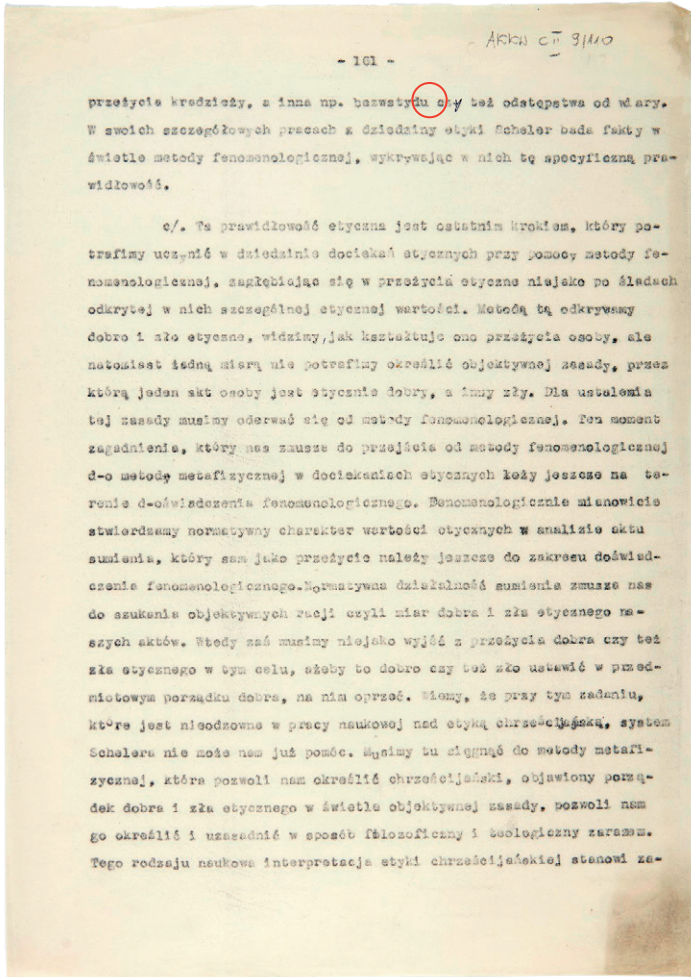 AKKW CII 9/110
- 161 -
przeżycie kradzieży, a inna np. bezwstydu czy też odstępstwa od wiary.
W swoich szczegółowych pracach z dziedziny etyki Scheler bada fakty w
świetle metody fenomenologicznej, wykrywając w nich tę specyficzną pra-
widłowość.
c/. Ta prawidłowość etyczna jest ostatnim krokiem, który po-
trafimy uczynić w dziedzinie dociekań etycznych przy pomocy metody fe-
nomenologicznej, zagłębiając się w przeżycia etyczne niejako po śladach
odkrytej w nich szczególnej etycznej wartości. Metodą tą odkrywamy
dobro i zło etyczne, widzimy, jak kształtuje ono przeżycia osoby, ale
natomiast żadną miarą nie potrafimy określić objektywnej zasady, przez
którą jeden akt osoby jest etycznie dobry, a inny zły. Dla ustalenia
tej zasady musimy oderwać się od metody fenomenologicznej. Ten moment
zagadnienia, który nas zmusza do przejścia od metody fenomenologicznej
d-o metody metafizycznej w dociekaniach etycznych leży jeszcze na te-
renie d-oświadczenia fenomenologicznego. Fenomenologicznie mianowicie
stwierdzamy normatywny charakter wartości etycznych w analizie aktu
sumienia, który sam jako przeżycie należy jeszcze do zakresu doświad-
czenia fenomenologicznego. Normatywna działalność sumienia zmusza nas
do szukania objektywnych racji czyli miar dobra i zła etycznego na-
szych aktów. Wtedy zaś musimy niejako wyjść z przeżycia dobra czy też
zła etycznego w tym celu, ażeby to dobro czy też zło ustawić w przed-
miotowym porządku dobra, na nim oprzeć. Wiemy, że przy tym zadaniu,
które jest nieodzowne w pracy naukowej nad etyką chrześcijańską, system
Schelera nie może nam już pomóc. Musimy tu sięgnąć do metody metafi-
zycznej, która pozwoli nam określić chrześcijański, objawiony porzą-
dek dobra i zła etycznego w świetle objektywnej zasady, pozwoli nam
go określić i uzasadnić w sposób filozoficzny i teologiczny zarazem.
Tego rodzaju naukowa interpretacja etyki chrześcijańskiej stanowi za-